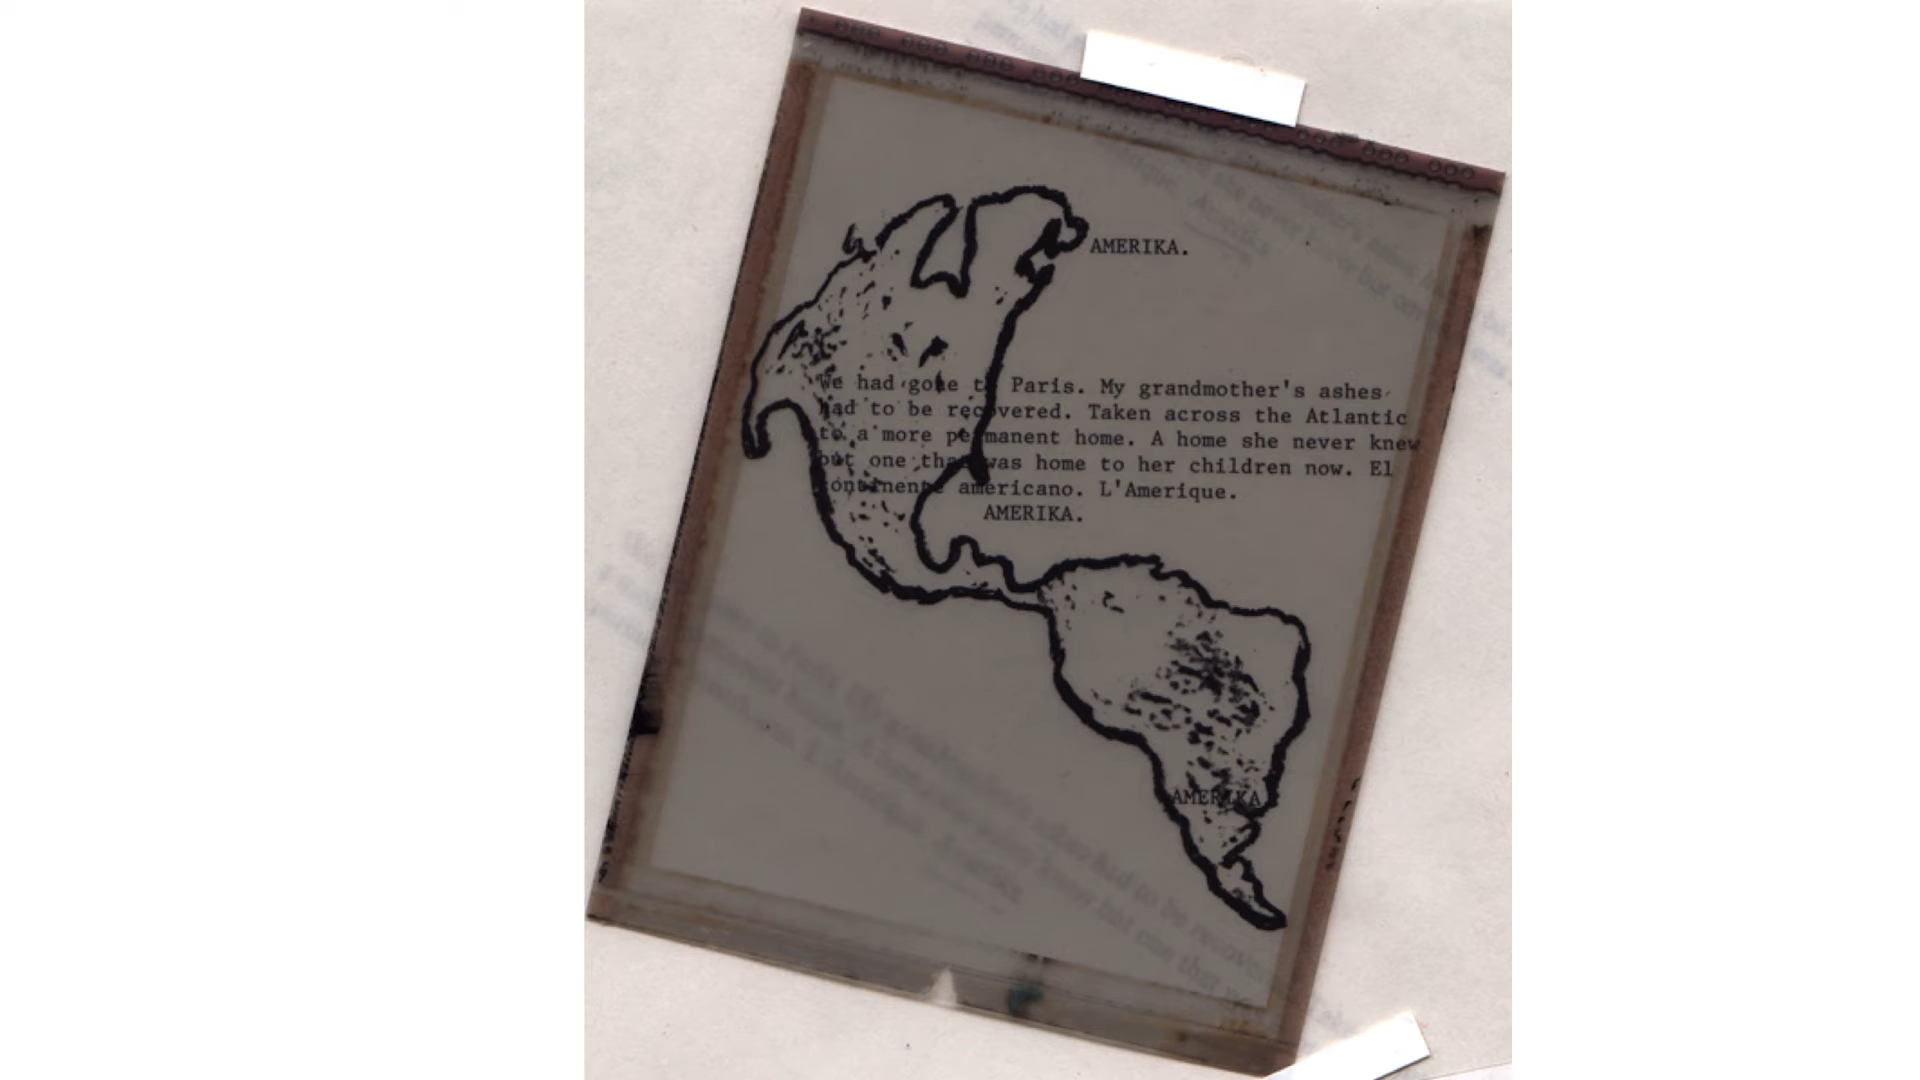 AMERIKA.
We had gone to Paris. My grandmother's ashes
had to be recovered. Taken across the Atlantic
to a more permanent home. A home she never knew
but one that was home to her children now. El
continente americano. L'Amerique.
AMERIKA.
AMERIKA